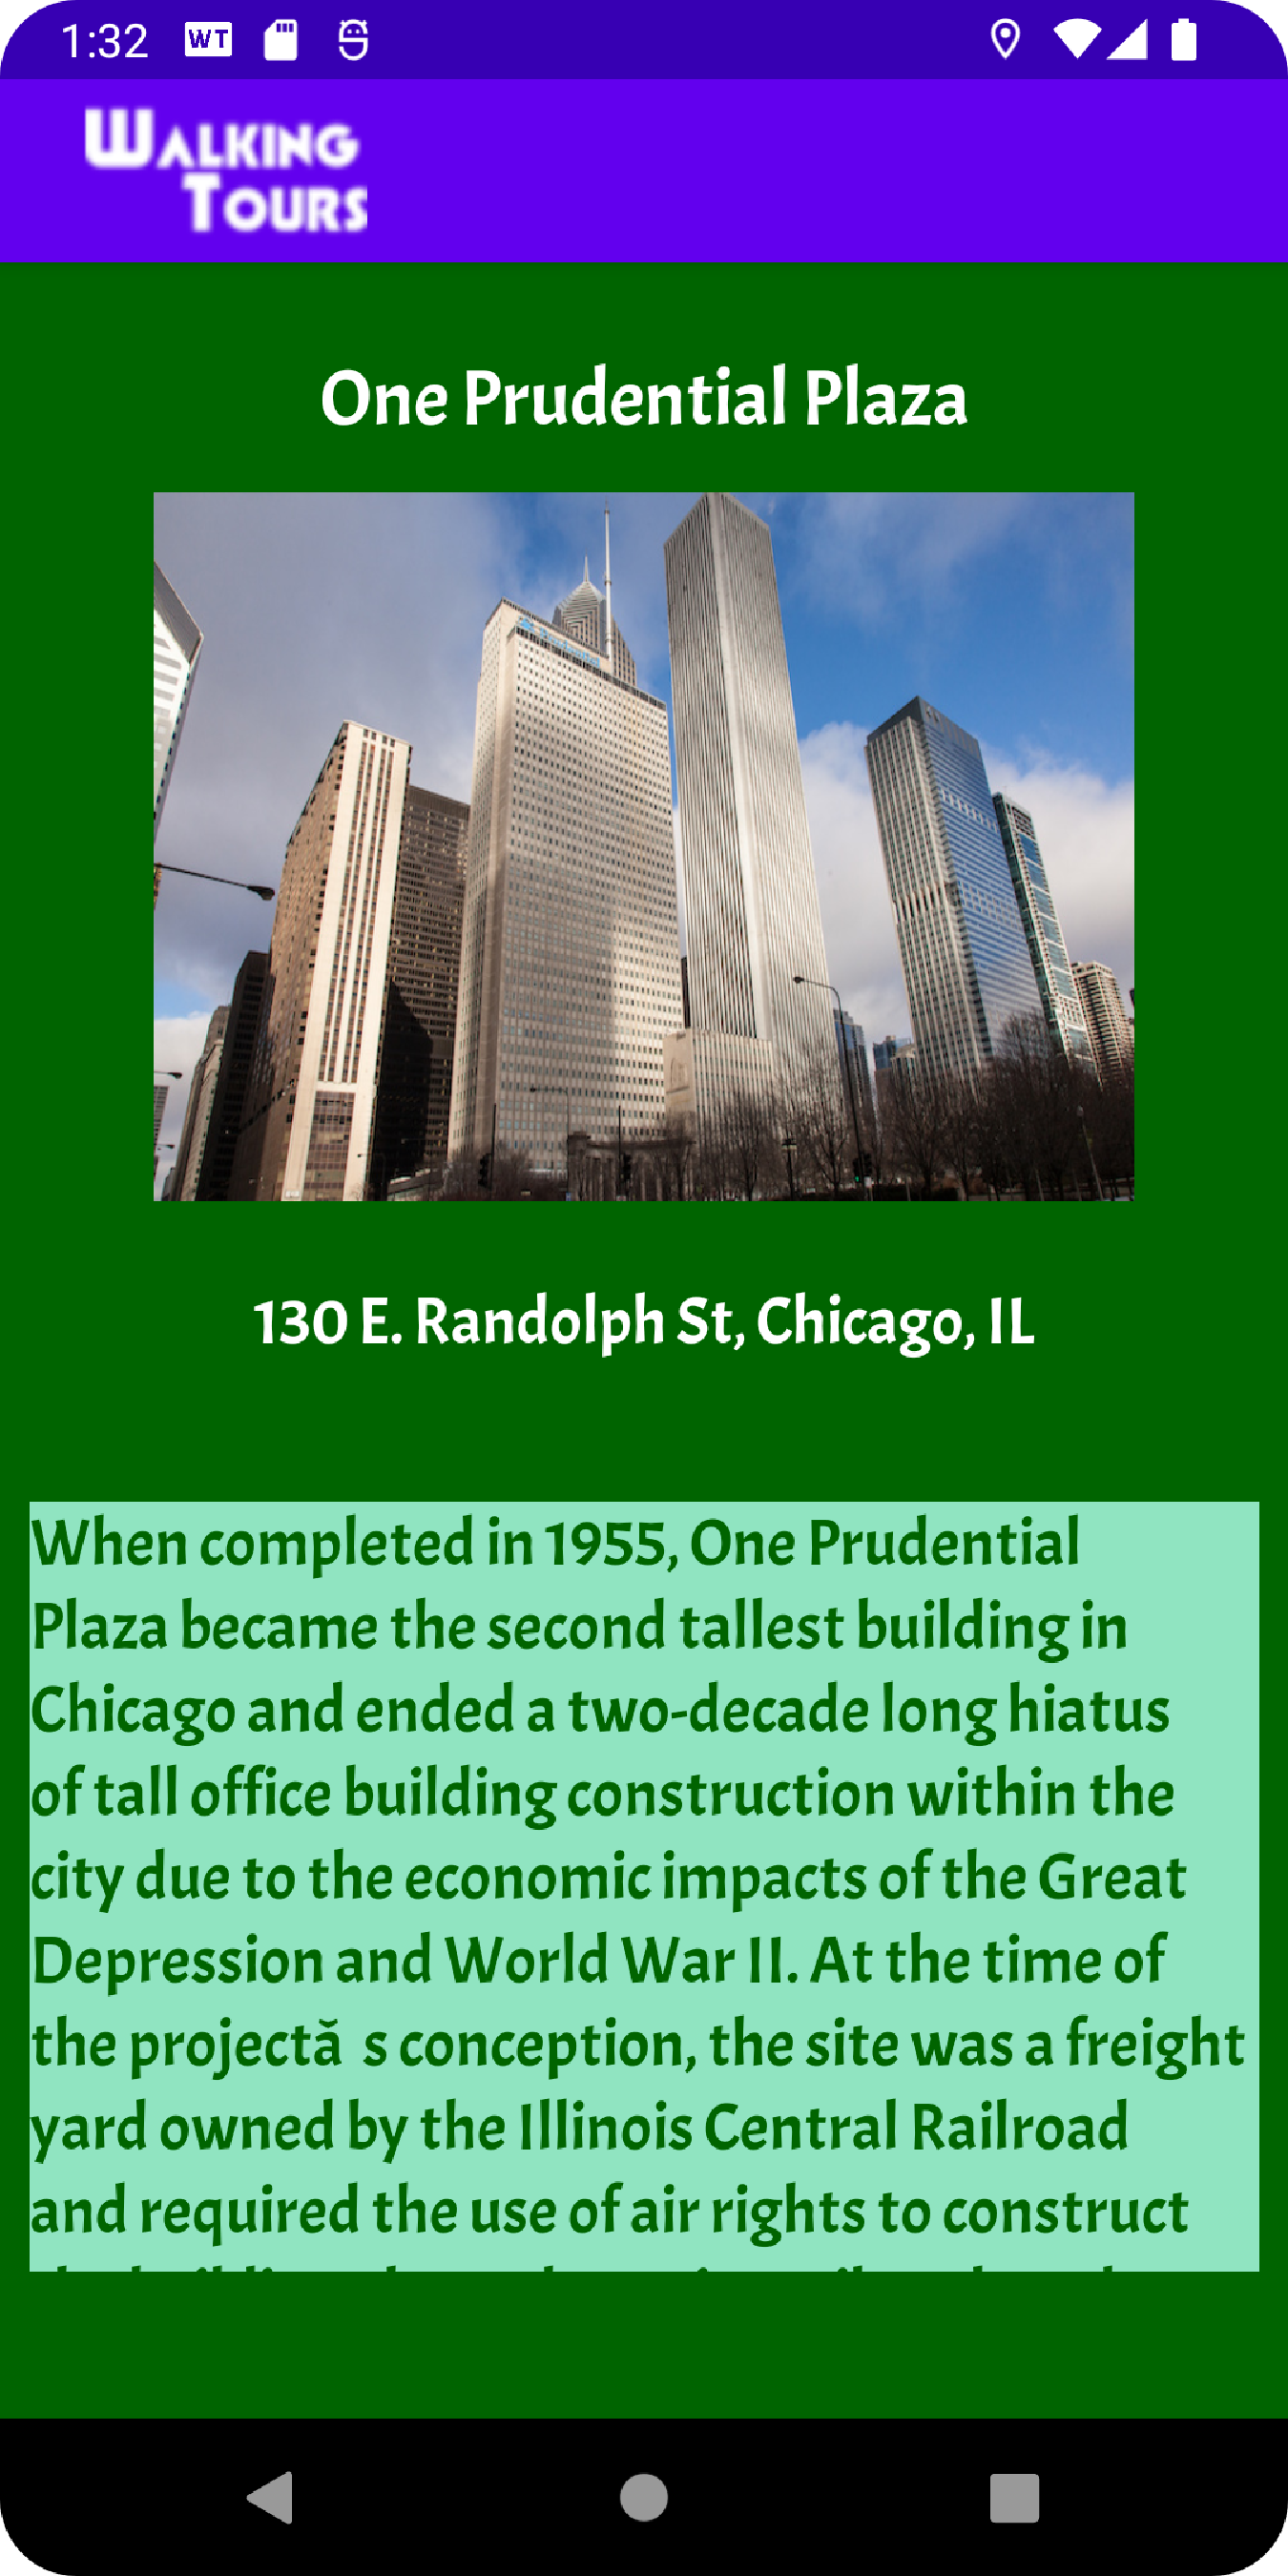 1:32 WT
WALKING
TOURS
One Prudential Plaza
Prudential
130 E. Randolph St, Chicago, IL
When completed in 1955, One Prudential
Plaza became the second tallest building in
Chicago and ended a two-decade long hiatus
of tall office building construction within the
city due to the economic impacts of the Great
Depression and World War II. At the time of
the projectă s conception, the site was a freight
yard owned by the Illinois Central Railroad
and required the use of air rights to construct